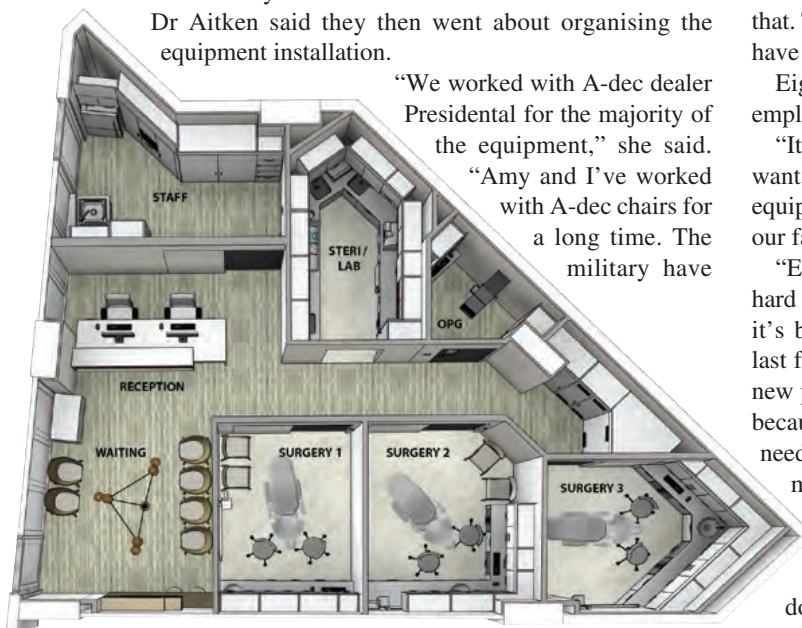 Dr Aitken said they then went about organising the
equipment installation.
“We worked with A-dec dealer
Presidental for the majority of
the equipment,” she said.
“Amy and I’ve worked
with A-dec chairs for
a long time. The
military have
STAFF
STERI /
LAB
OPG
RECEPTION
WAITING
SURGERY 1
SURGERY 2
SURGERY 3
that.
have
Eig
empl
“It
want
equip
our fa
“E
hard
it’s b
last f
new p
becau
need
m